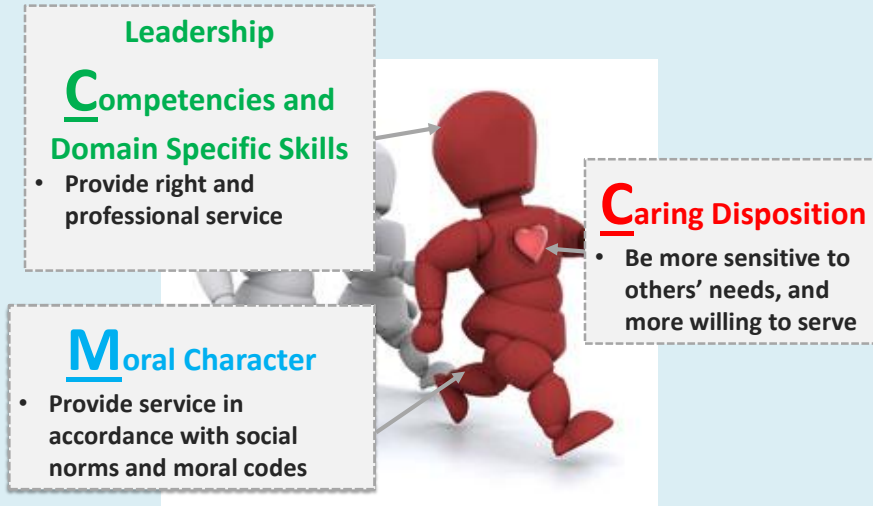 Leadership
Competencies and
Domain Specific Skills
• Provide right and
professional service
Caring Disposition
• Be more sensitive to
others’ needs, and
more willing to serve
Moral Character
• Provide service in
accordance with social
norms and moral codes